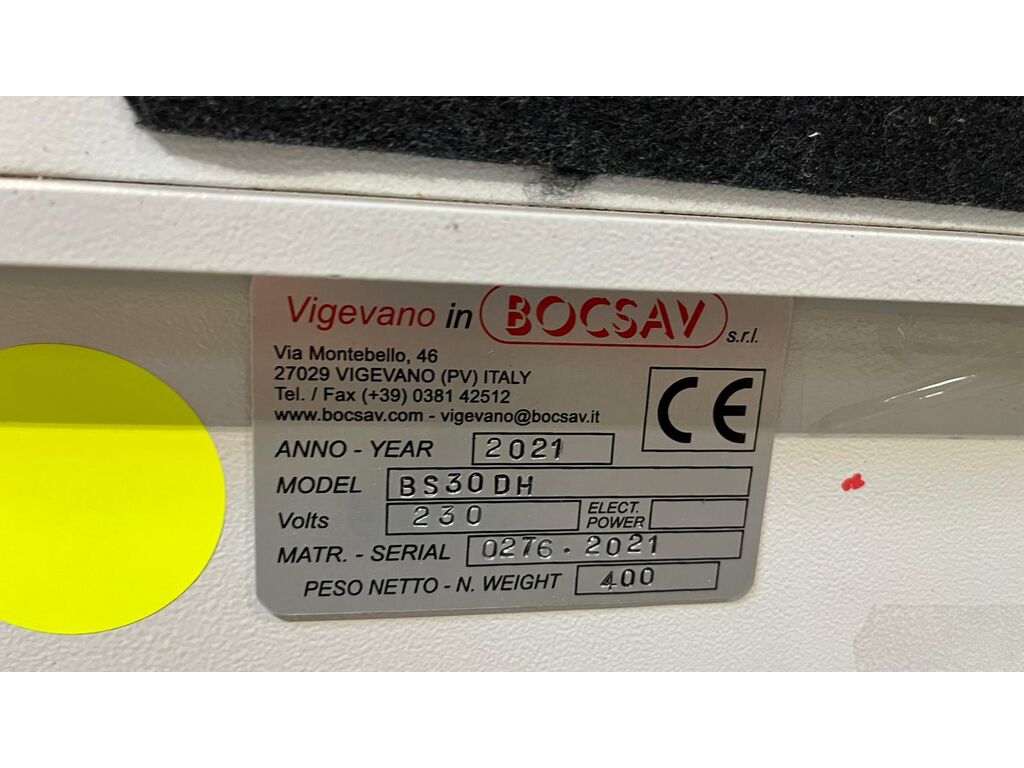 Vigevano in BOCSAV s.r.l.
Via Montebello, 46
27029 VIGEVANO (PV) ITALY
Tel. / Fax (+39) 0381 42512
www.bocsav.com - vigevano@bocsav.it
CE
ANNO - YEAR 2021
MODEL BS30DH
Volts 230 ELECT. POWER
MATR. - SERIAL 0276.2021
PESO NETTO - N. WEIGHT 400